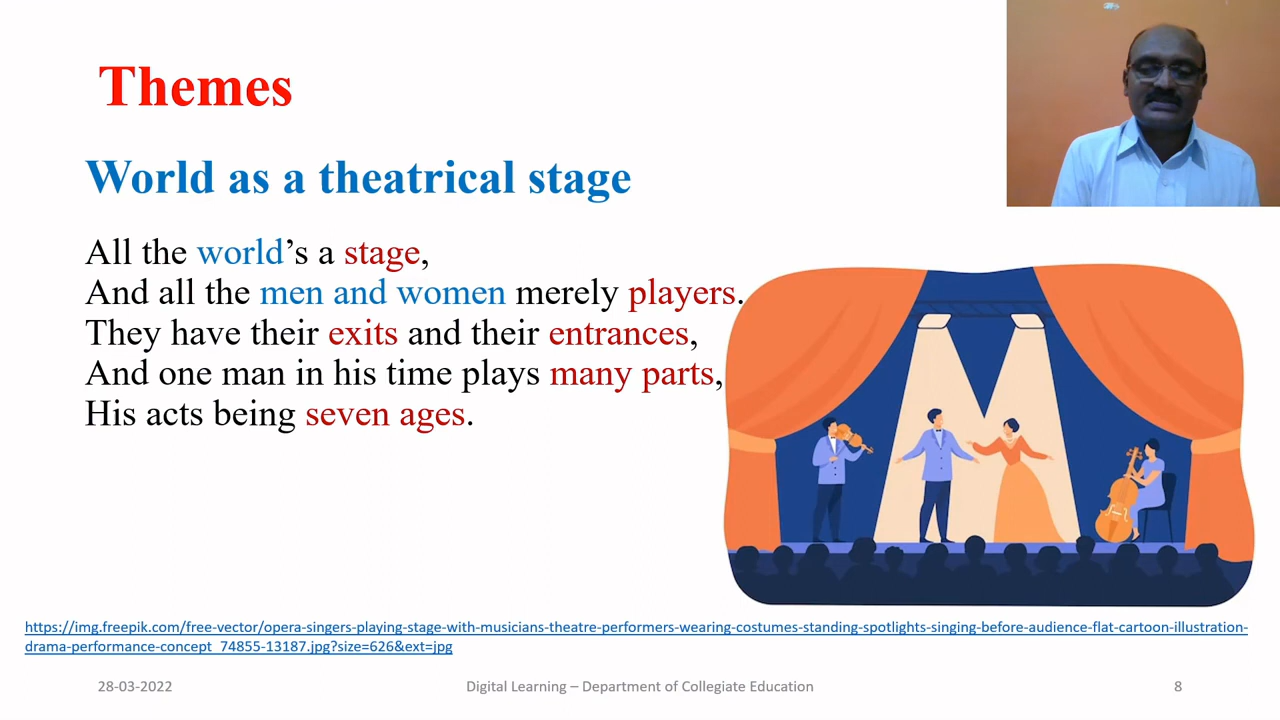 Themes
World as a theatrical stage
All the world’s a stage,
And all the men and women merely players.
They have their exits and their entrances,
And one man in his time plays many parts,
His acts being seven ages.
https://img.freepik.com/free-vector/opera-singers-playing-stage-with-musicians-theatre-performers-wearing-costumes-standing-spotlights-singing-before-audience-flat-cartoon-illustration-
drama-performance-concept_74855-13187.jpg?size=626&ext=jpg
28-03-2022
Digital Learning – Department of Collegiate Education
8